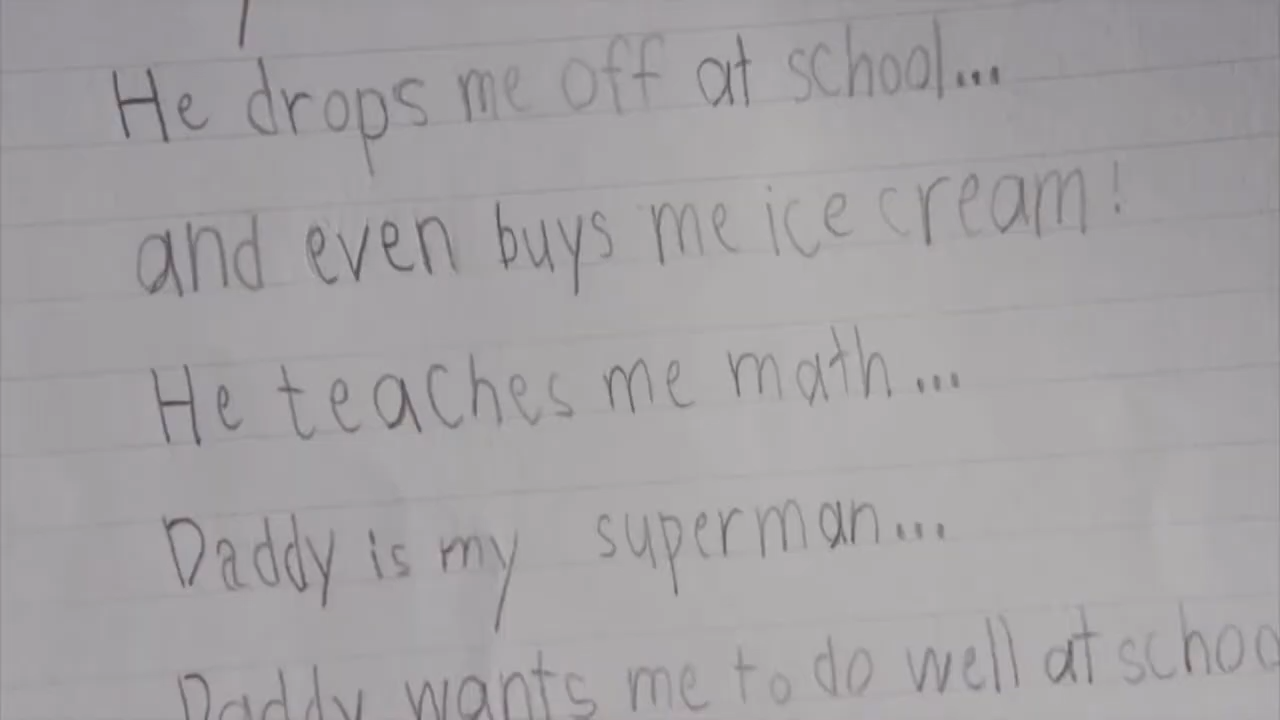 He drops me off at school...
and even buys me ice cream!
He teaches me math...
Daddy is my superman...
Daddy wants me to do well at schoo